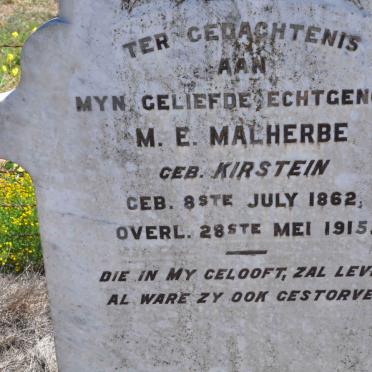 TER GEDACHTENIS
AAN
MYN GELIEFDE ECHTGENO
M. E. MALHERBE
GEB. KIRSTEIN
GEB. 8STE JULY 1862,
OVERL. 28STE MEI 1915.
DIE IN MY GELOOFT, ZAL LEV
AL WARE ZY OOK GESTORVE